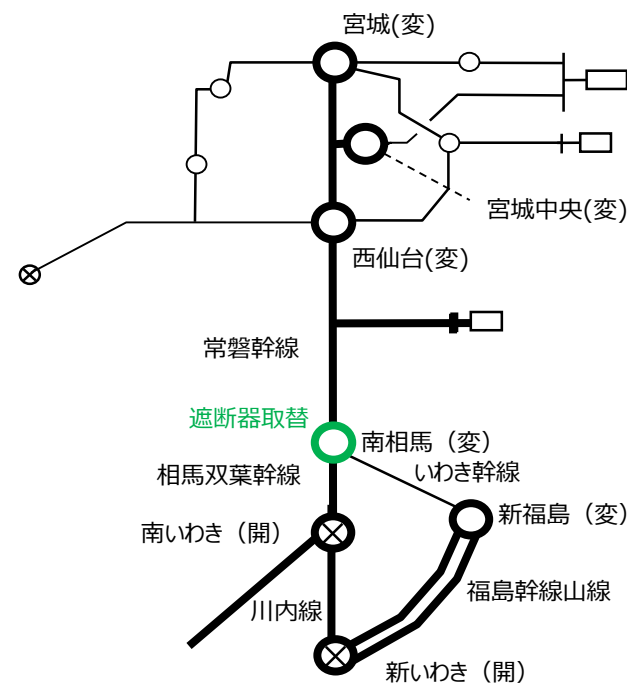 宮城(変)
宮城中央(変)
西仙台(変)
常磐幹線
遮断器取替
南相馬（変）
相馬双葉幹線
いわき幹線
南いわき（開）
新福島（変）
川内線
福島幹線山線
新いわき（開）